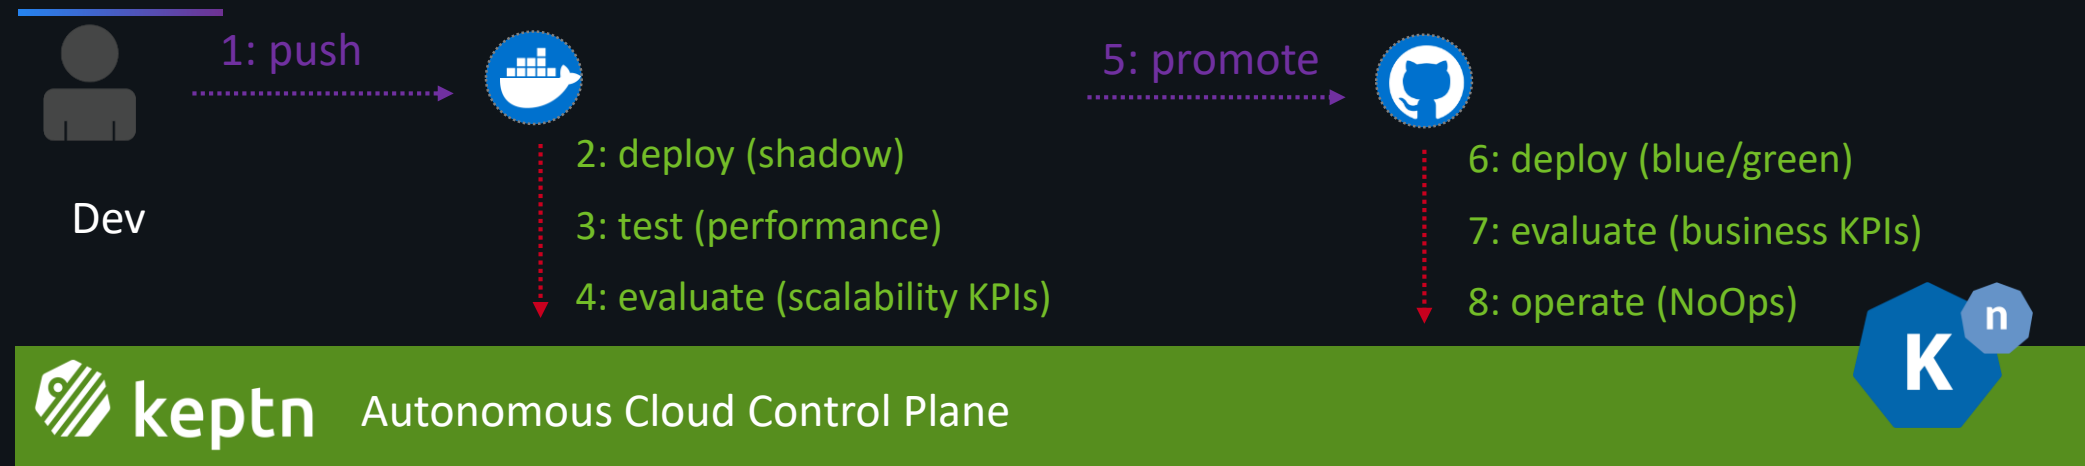 1: push
5: promote
2: deploy (shadow)
3: test (performance)
4: evaluate (scalability KPIs)
6: deploy (blue/green)
7: evaluate (business KPIs)
8: operate (NoOps)
Dev
keptn Autonomous Cloud Control Plane
K n